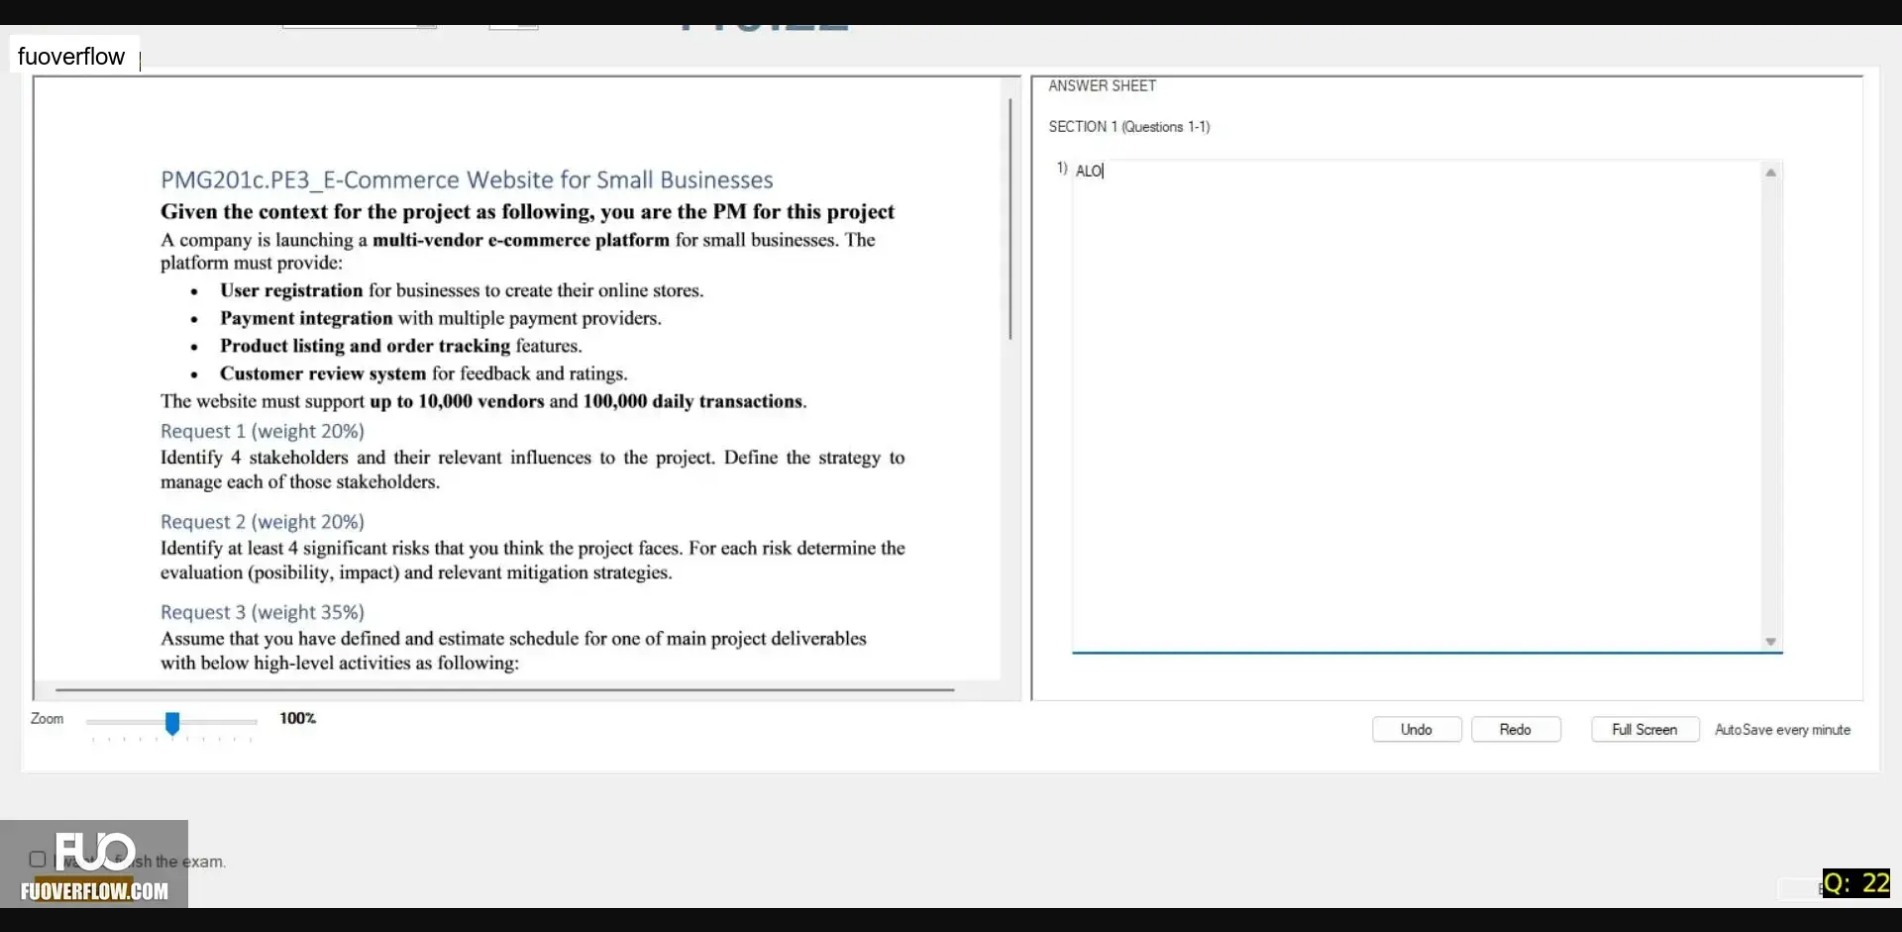 fuoverflow
PMG201c.PE3_E-Commerce Website for Small Businesses
Given the context for the project as following, you are the PM for this project
A company is launching a multi-vendor e-commerce platform for small businesses. The
platform must provide:
• User registration for businesses to create their online stores.
• Payment integration with multiple payment providers.
• Product listing and order tracking features.
• Customer review system for feedback and ratings.
The website must support up to 10,000 vendors and 100,000 daily transactions.
Request 1 (weight 20%)
Identify 4 stakeholders and their relevant influences to the project. Define the strategy to
manage each of those stakeholders.
Request 2 (weight 20%)
Identify at least 4 significant risks that you think the project faces. For each risk determine the
evaluation (posibility, impact) and relevant mitigation strategies.
Request 3 (weight 35%)
Assume that you have defined and estimate schedule for one of main project deliverables
with below high-level activities as following:
ANSWER SHEET
SECTION 1 (Questions 1-1)
1) ALO
Zoom 100%
Undo Redo Full Screen AutoSave every minute
FUO
the exam.
FUOVERFLOW.COM
Q: 22